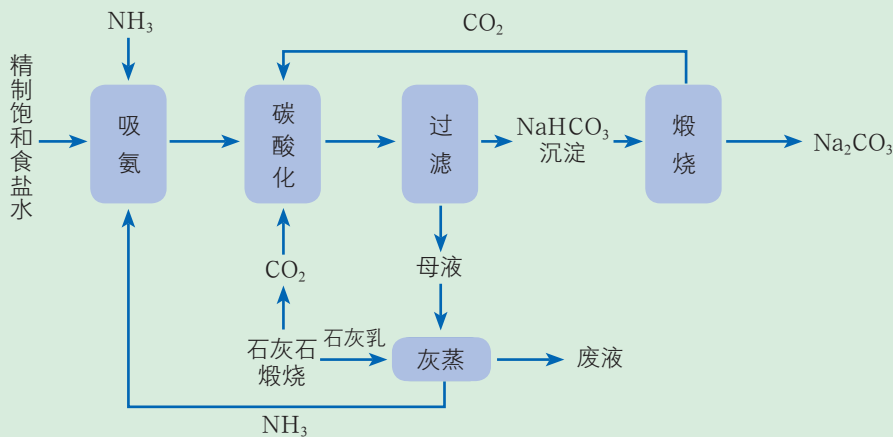 NH₃
CO₂
精制饱和食盐水
吸氨
碳酸化
过滤
NaHCO₃
沉淀
煅烧
Na₂CO₃
CO₂
母液
石灰石
煅烧
石灰乳
灰蒸
废液
NH₃